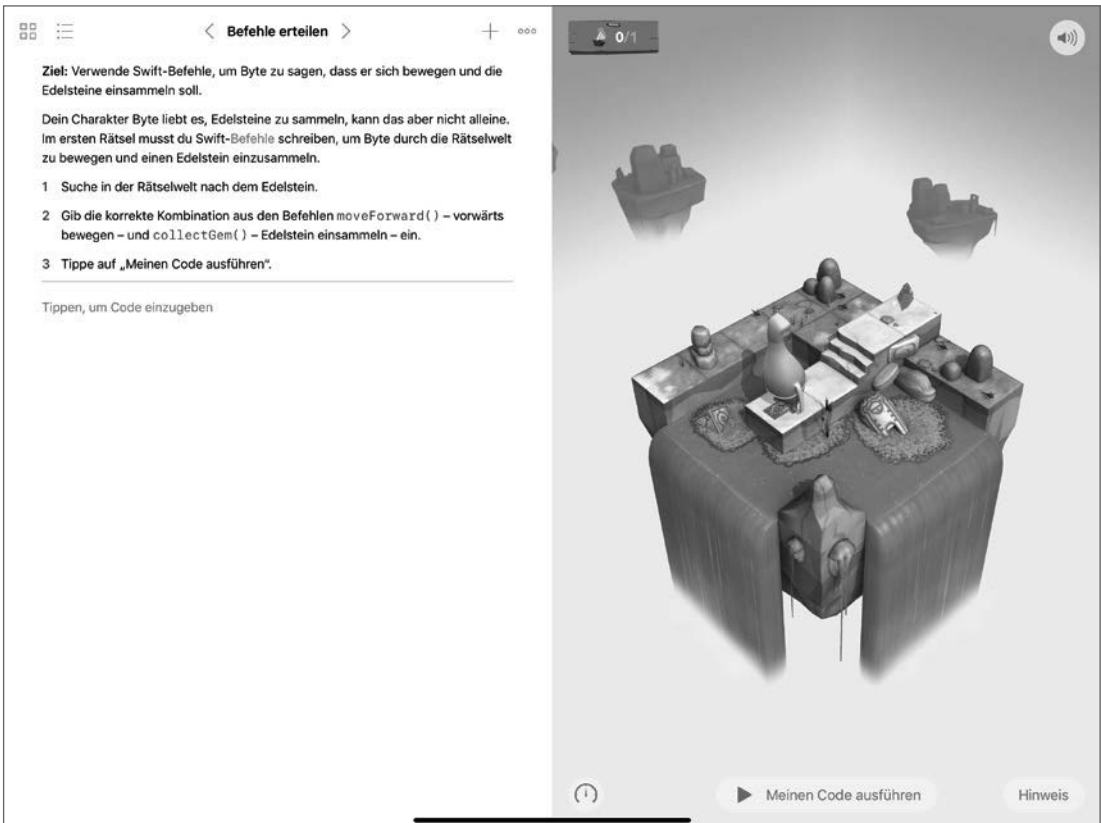 Befehle erteilen
Ziel: Verwende Swift-Befehle, um Byte zu sagen, dass er sich bewegen und die
Edelsteine einsammeln soll.
Dein Charakter Byte liebt es, Edelsteine zu sammeln, kann das aber nicht alleine.
Im ersten Rätsel musst du Swift-Befehle schreiben, um Byte durch die Rätselwelt
zu bewegen und einen Edelstein einzusammeln.
1 Suche in der Rätselwelt nach dem Edelstein.
2 Gib die korrekte Kombination aus den Befehlen moveForward() – vorwärts
bewegen – und collectGem() – Edelstein einsammeln – ein.
3 Tippe auf „Meinen Code ausführen“.
Tippen, um Code einzugeben
0/1
Meinen Code ausführen
Hinweis